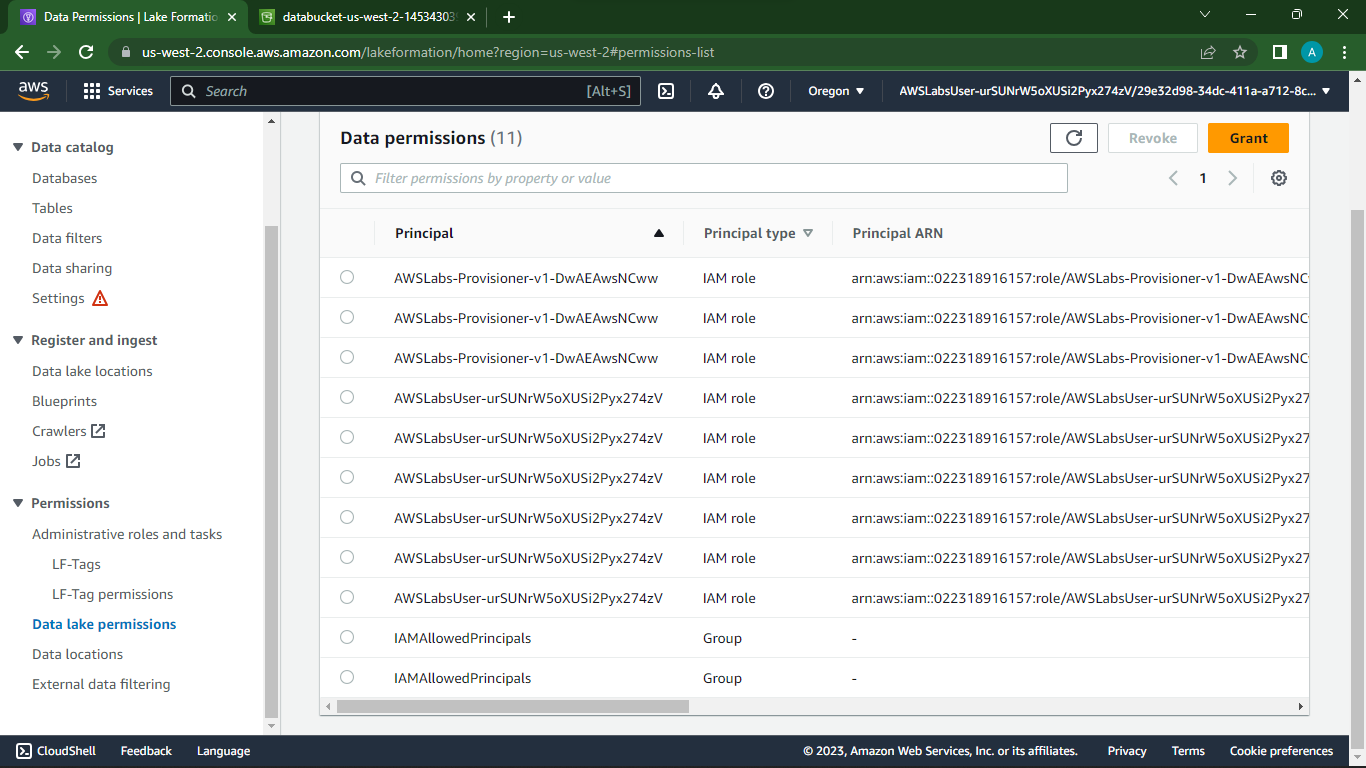 Data Permissions | Lake Formatio
databucket-us-west-2-14534303
us-west-2.console.aws.amazon.com/lakeformation/home?region=us-west-2#permissions-list
A
aws
Services
Search
[Alt+S]
Oregon
AWSLabsUser-urSUNrW5oXUSi2Pyx274zV/29e32d98-34dc-411a-a712-8c...
Data catalog
Databases
Tables
Data filters
Data sharing
Settings
Register and ingest
Data lake locations
Blueprints
Crawlers
Jobs
Permissions
Administrative roles and tasks
LF-Tags
LF-Tag permissions
Data lake permissions
Data locations
External data filtering
Data permissions (11)
Revoke
Grant
Filter permissions by property or value
1
Principal Principal type Principal ARN
AWSLabs-Provisioner-v1-DwAEAwsNCww IAM role arn:aws:iam::022318916157:role/AWSLabs-Provisioner-v1-DwAEAwsNC
AWSLabs-Provisioner-v1-DwAEAwsNCww IAM role arn:aws:iam::022318916157:role/AWSLabs-Provisioner-v1-DwAEAwsNC
AWSLabs-Provisioner-v1-DwAEAwsNCww IAM role arn:aws:iam::022318916157:role/AWSLabs-Provisioner-v1-DwAEAwsNC
AWSLabsUser-urSUNrW5oXUSi2Pyx274zV IAM role arn:aws:iam::022318916157:role/AWSLabsUser-urSUNrW5oXUSi2Pyx27
AWSLabsUser-urSUNrW5oXUSi2Pyx274zV IAM role arn:aws:iam::022318916157:role/AWSLabsUser-urSUNrW5oXUSi2Pyx27
AWSLabsUser-urSUNrW5oXUSi2Pyx274zV IAM role arn:aws:iam::022318916157:role/AWSLabsUser-urSUNrW5oXUSi2Pyx27
AWSLabsUser-urSUNrW5oXUSi2Pyx274zV IAM role arn:aws:iam::022318916157:role/AWSLabsUser-urSUNrW5oXUSi2Pyx27
AWSLabsUser-urSUNrW5oXUSi2Pyx274zV IAM role arn:aws:iam::022318916157:role/AWSLabsUser-urSUNrW5oXUSi2Pyx27
AWSLabsUser-urSUNrW5oXUSi2Pyx274zV IAM role arn:aws:iam::022318916157:role/AWSLabsUser-urSUNrW5oXUSi2Pyx27
IAMAllowedPrincipals Group -
IAMAllowedPrincipals Group -
CloudShell Feedback Language © 2023, Amazon Web Services, Inc. or its affiliates. Privacy Terms Cookie preferences